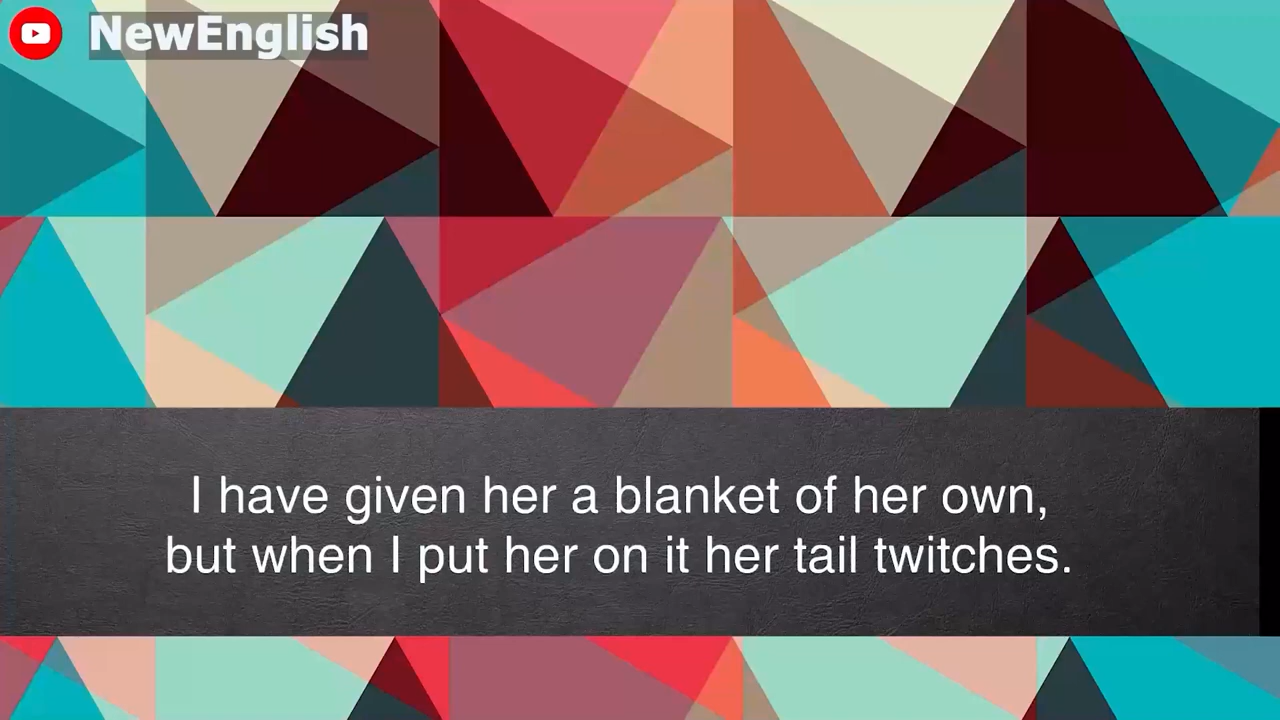 NewEnglish
I have given her a blanket of her own,
but when I put her on it her tail twitches.